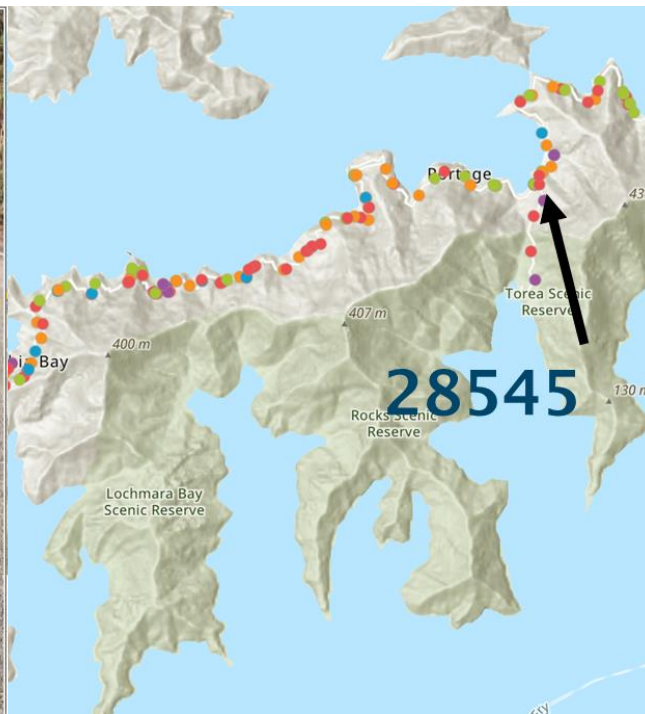 Portage
43
Torea Scenic
Reserve
407 m
400 m
Bay
28545
130 m
Rocks Scenic
Reserve
Lochmara Bay
Scenic Reserve